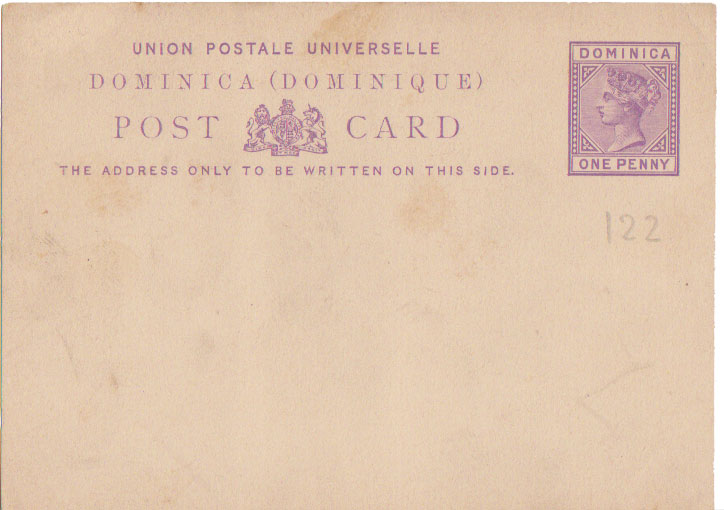 UNION POSTALE UNIVERSELLE
DOMINICA (DOMINIQUE)
POST CARD
THE ADDRESS ONLY TO BE WRITTEN ON THIS SIDE.
DOMINICA
ONE PENNY
122